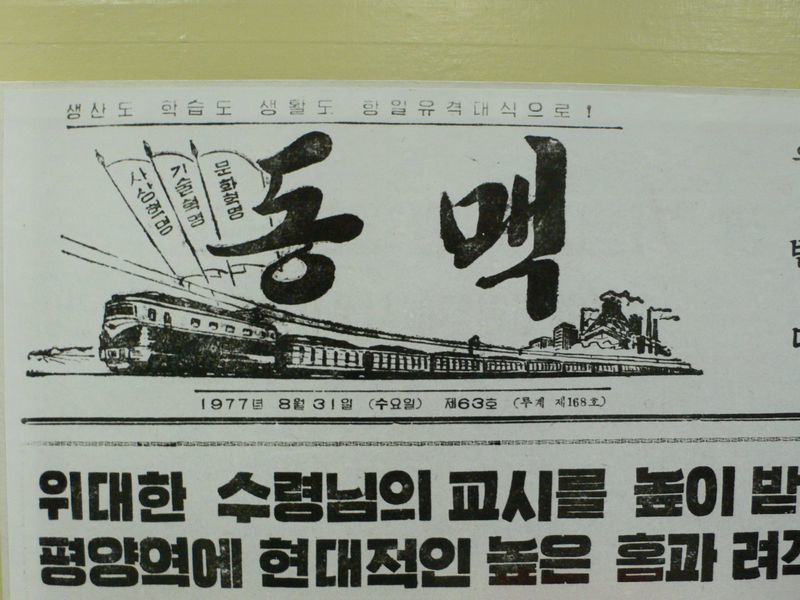 생산도 학습도 생활도 항일유격대식으로!
사상혁명
기술혁명
문화혁명
동맥
1977년 8월 31일 (수요일) 제63호 (루계 제168호)
위대한 수령님의 교시를 높이 받
평양역에 현대적인 높은 홈과 려